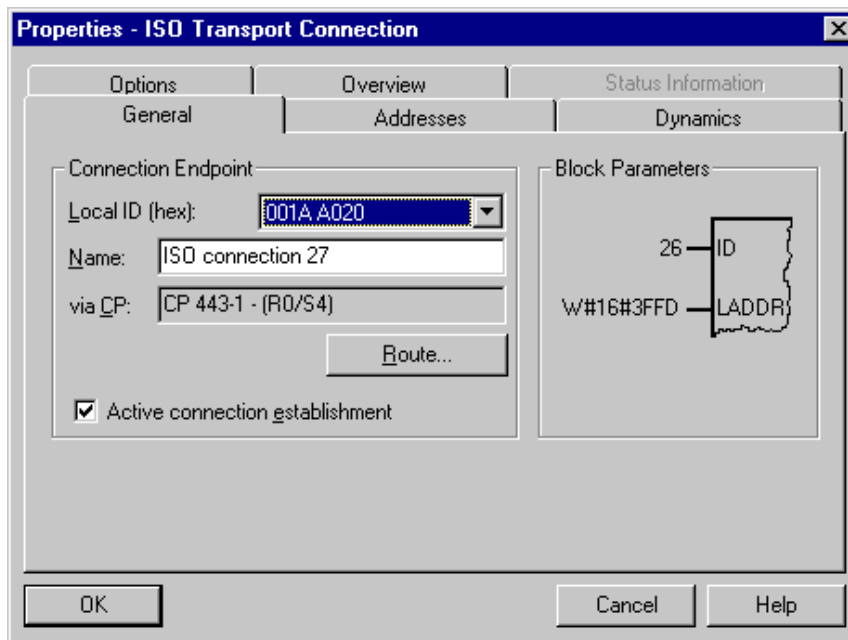 Properties - ISO Transport Connection
Options Overview Status Information
General Addresses Dynamics
Connection Endpoint
Local ID (hex): 001A A020
Name: ISO connection 27
via CP: CP 443-1 - (R0/S4)
Route...
Active connection establishment
Block Parameters
26 ID
W#16#3FFD LADDR
OK Cancel Help